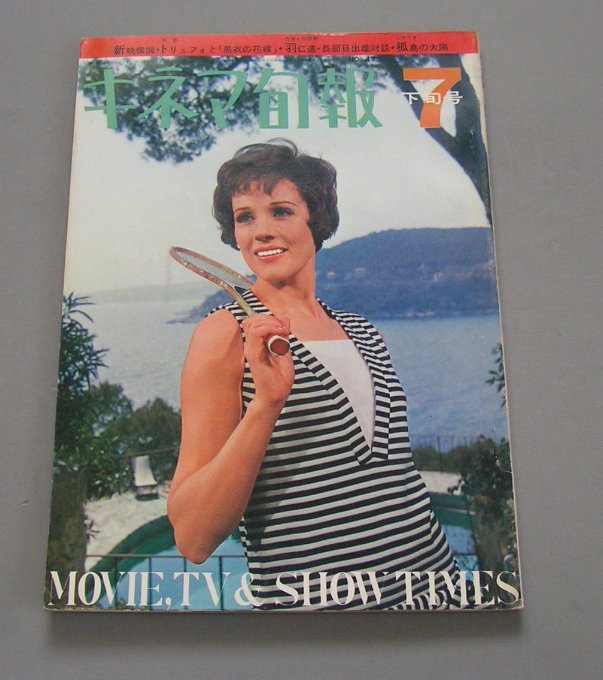 新映像論・トリュフォと「黒衣の花嫁」・羽仁進・長部日出雄対談・孤島の太陽
キネマ旬報
7
下旬号
MOVIE, TV & SHOW TIMES